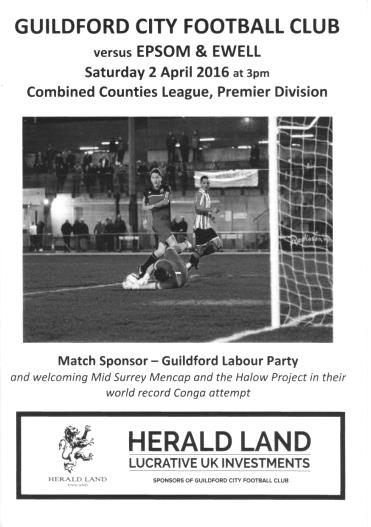 GUILDFORD CITY FOOTBALL CLUB
versus EPSOM & EWELL
Saturday 2 April 2016 at 3pm
Combined Counties League, Premier Division
Match Sponsor – Guildford Labour Party
and welcoming Mid Surrey Mencap and the Halow Project in their
world record Conga attempt
HERALD LAND
ENGLAND
HERALD LAND
LUCRATIVE UK INVESTMENTS
SPONSORS OF GUILDFORD CITY FOOTBALL CLUB